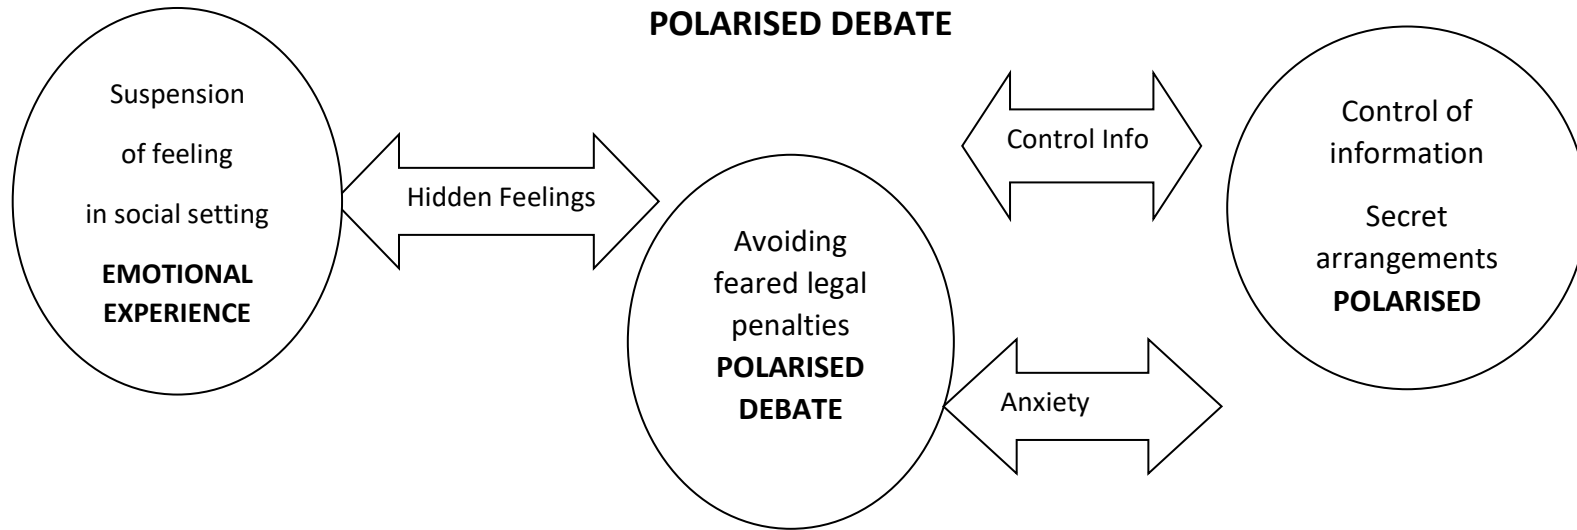 POLARISED DEBATE
Suspension
of feeling
in social setting
EMOTIONAL
EXPERIENCE
Hidden Feelings
Avoiding
feared legal
penalties
POLARISED
DEBATE
Control Info
Anxiety
Control of
information
Secret
arrangements
POLARISED